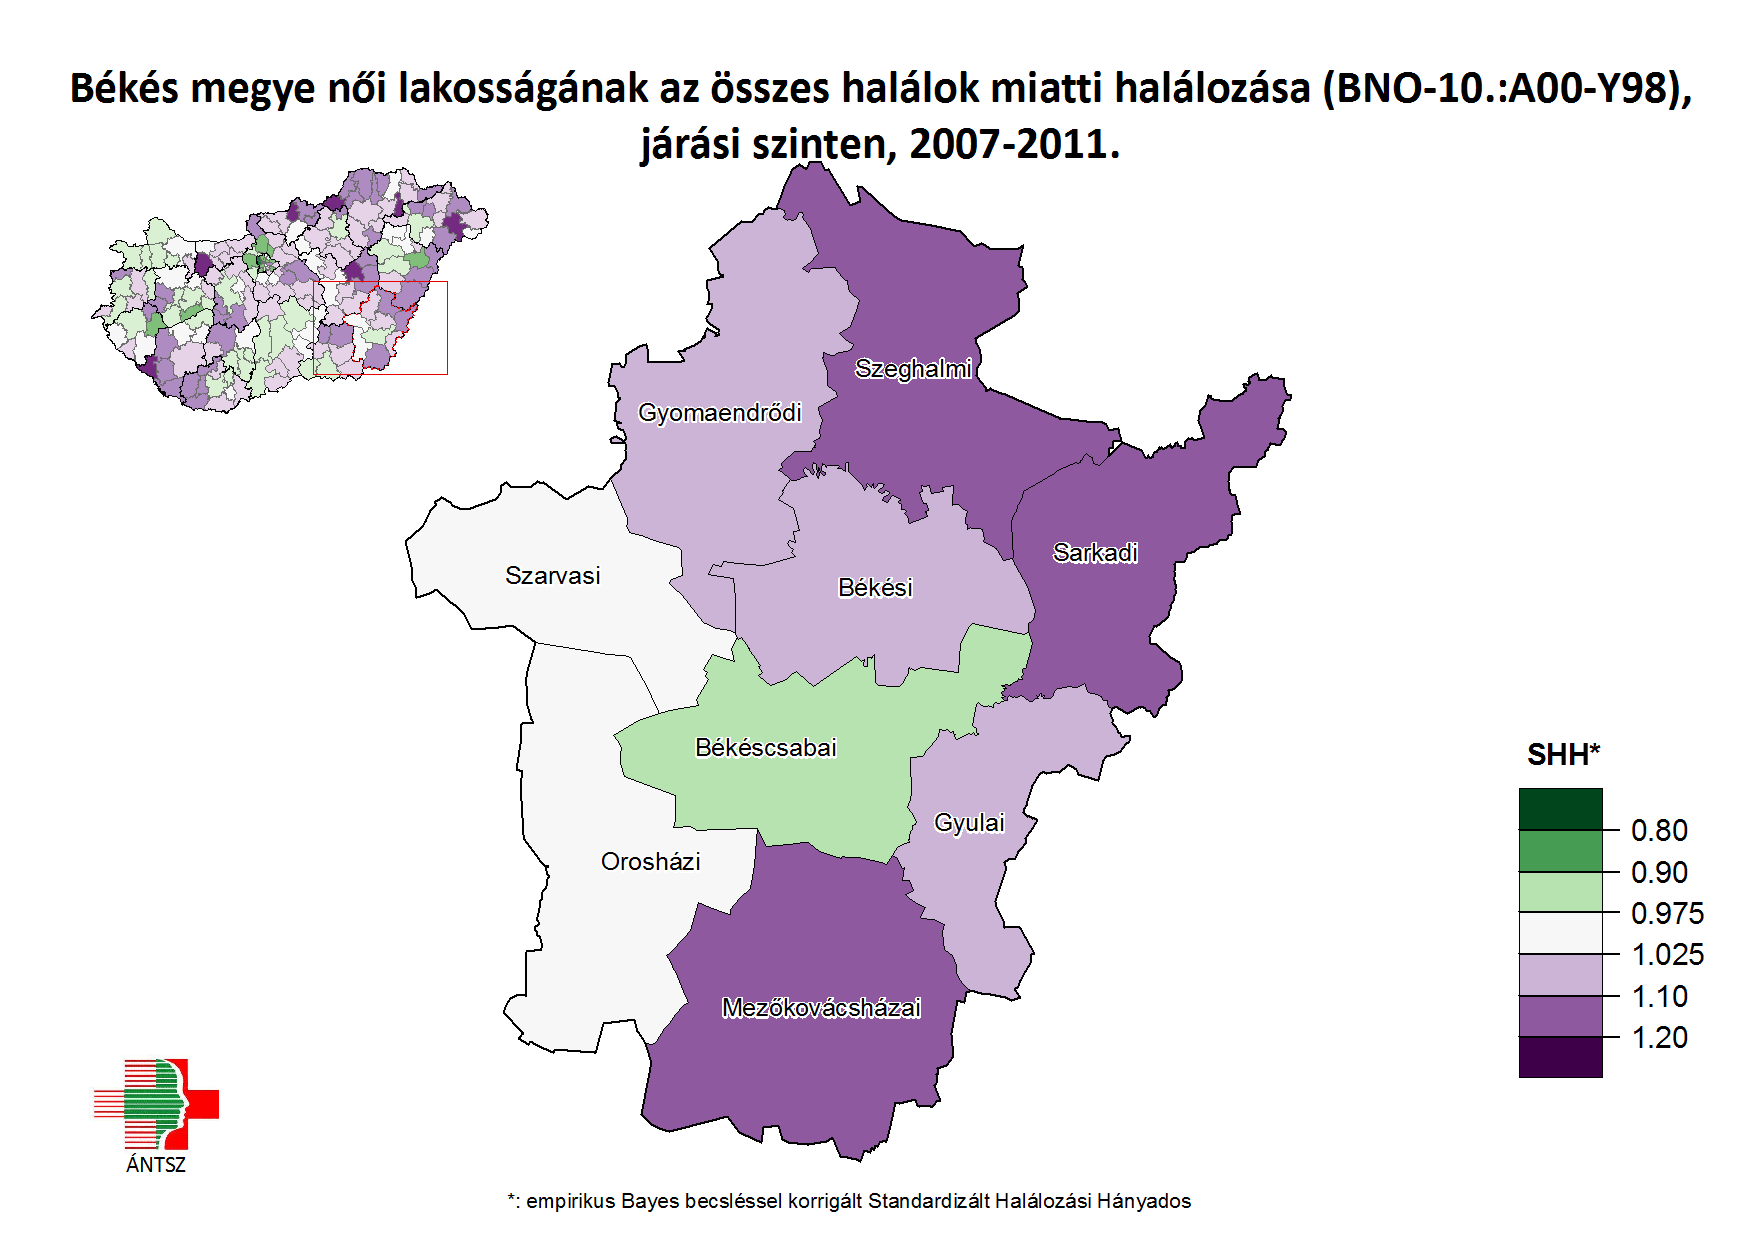 Békés megye női lakosságának az összes halálok miatti halálozása (BNO-10.:A00-Y98),
járási szinten, 2007-2011.
Szeghalmi
Gyomaendrődi
Sarkadi
Szarvasi
Békési
Békéscsabai
Gyulai
Orosházi
Mezőkovácsházai
SHH*
0.80
0.90
0.975
1.025
1.10
1.20
ÁNTSZ
*: empirikus Bayes becsléssel korrigált Standardizált Halálozási Hányados